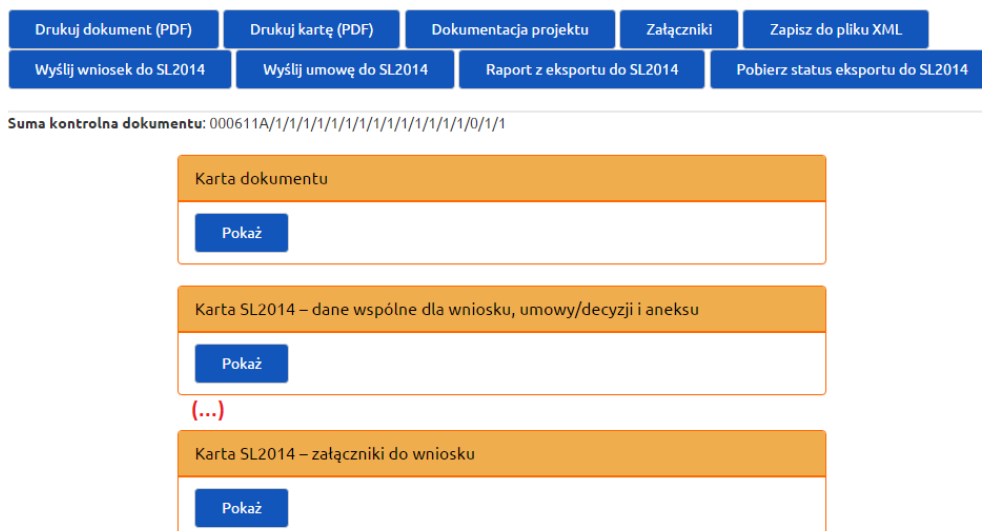 Drukuj dokument (PDF) Drukuj kartę (PDF) Dokumentacja projektu Załączniki Zapisz do pliku XML
Wyślij wniosek do SL2014 Wyślij umowę do SL2014 Raport z eksportu do SL2014 Pobierz status eksportu do SL2014
Suma kontrolna dokumentu: 000611A/1/1/1/1/1/1/1/1/1/1/1/1/1/1/0/1/1
Karta dokumentu
Pokaż
Karta SL2014 – dane wspólne dla wniosku, umowy/decyzji i aneksu
Pokaż
(...)
Karta SL2014 – załączniki do wniosku
Pokaż